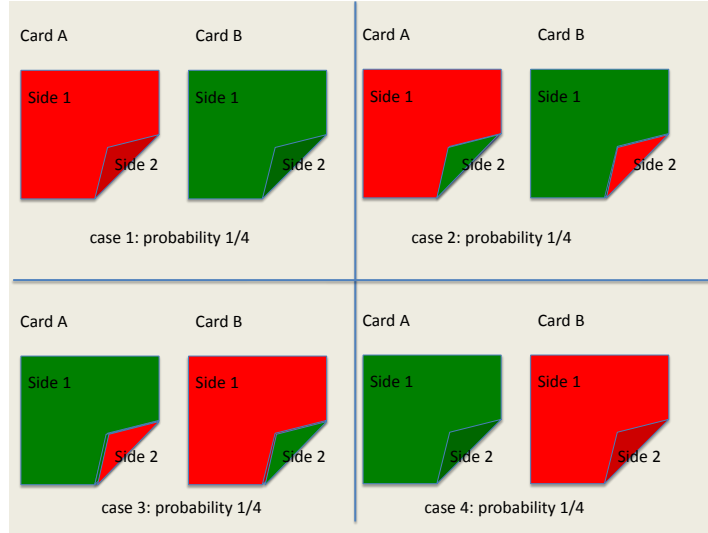 Card A
Card B
Side 1
Side 1
Side 2
Side 2
case 1: probability 1/4
Card A
Card B
Side 1
Side 1
Side 2
Side 2
case 2: probability 1/4
Card A
Card B
Side 1
Side 1
Side 2
Side 2
case 3: probability 1/4
Card A
Card B
Side 1
Side 1
Side 2
Side 2
case 4: probability 1/4